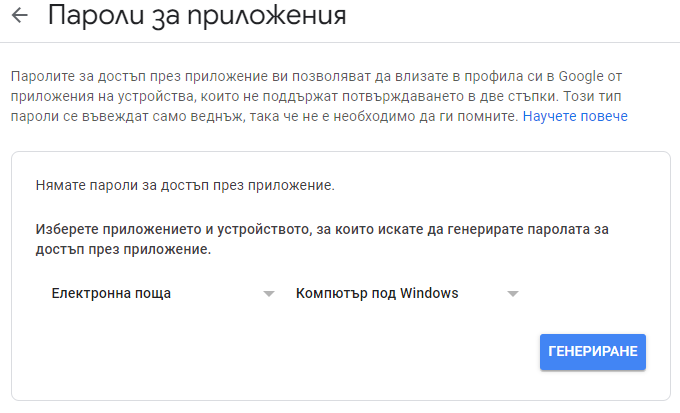 Пароли за приложения
Паролите за достъп през приложение ви позволяват да влизате в профила си в Google от
приложения на устройства, които не поддържат потвърждаването в две стъпки. Този тип
пароли се въвеждат само веднъж, така че не е необходимо да ги помните. Научете повече
Нямате пароли за достъп през приложение.
Изберете приложението и устройството, за които искате да генерирате паролата за
достъп през приложение.
Електронна поща Компютър под Windows
ГЕНЕРИРАНЕ